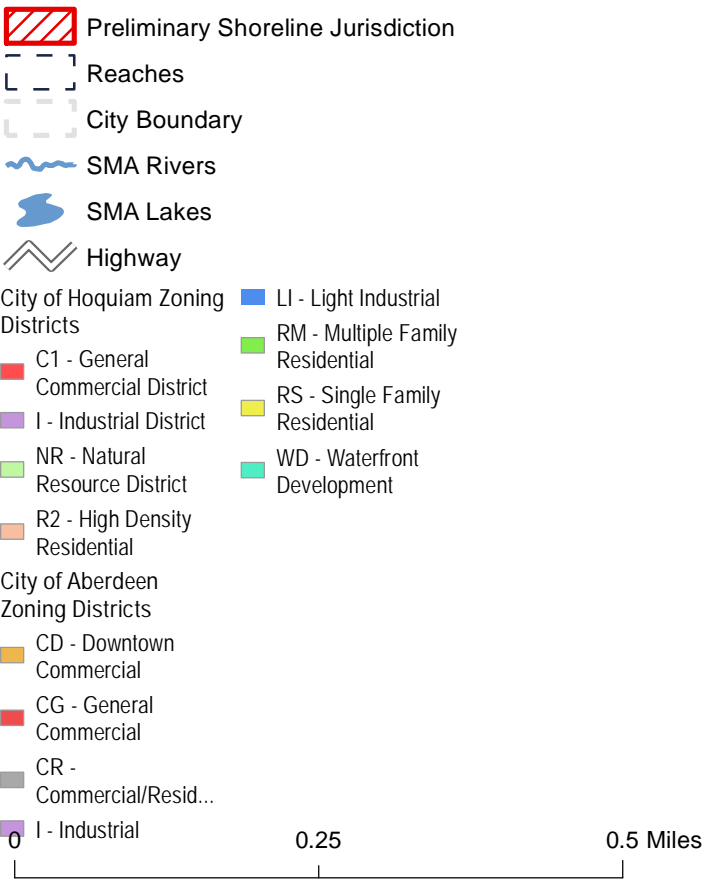 Preliminary Shoreline Jurisdiction
Reaches
City Boundary
SMA Rivers
SMA Lakes
Highway
City of Hoquiam Zoning
Districts
C1 - General
Commercial District
I - Industrial District
NR - Natural
Resource District
R2 - High Density
Residential
City of Aberdeen
Zoning Districts
CD - Downtown
Commercial
CG - General
Commercial
CR -
Commercial/Resid...
I - Industrial
LI - Light Industrial
RM - Multiple Family
Residential
RS - Single Family
Residential
WD - Waterfront
Development
0 0.25 0.5 Miles